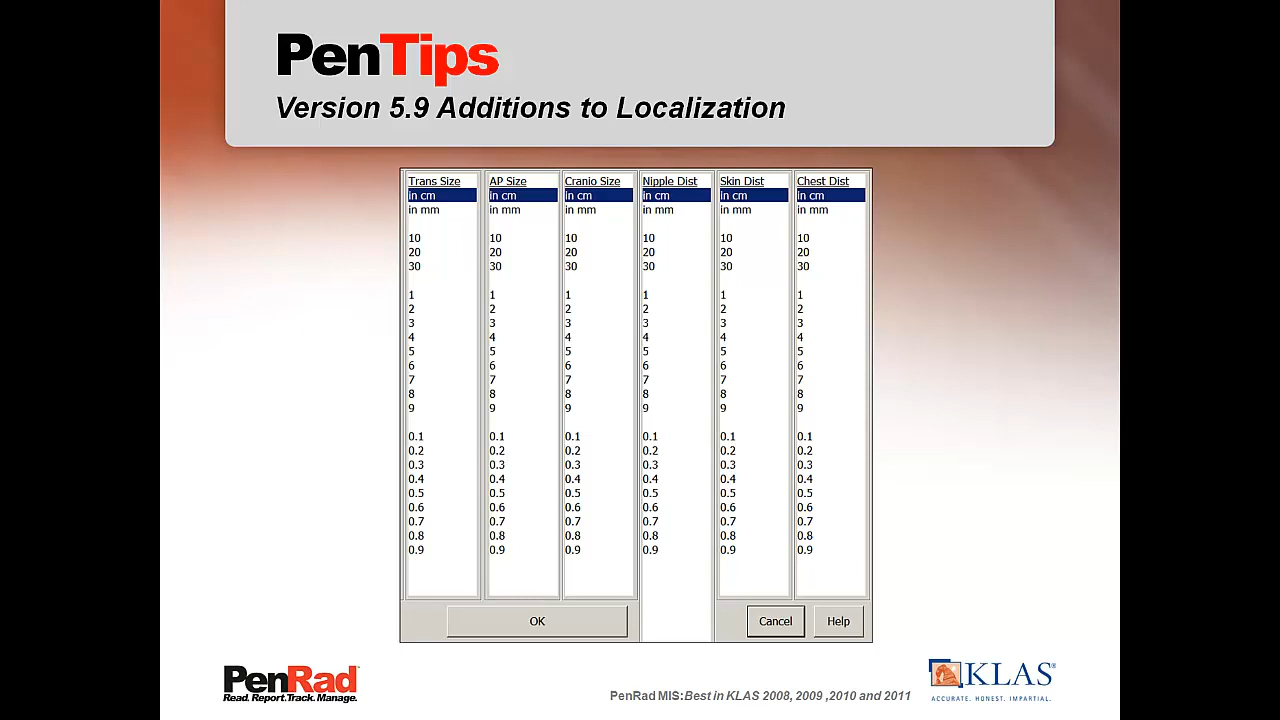 PenTips
Version 5.9 Additions to Localization
Trans Size AP Size Cranio Size Nipple Dist Skin Dist Chest Dist
in cm in cm in cm in cm in cm in cm
in mm in mm in mm in mm in mm in mm
10 10 10 10 10 10
20 20 20 20 20 20
30 30 30 30 30 30
1 1 1 1 1 1
2 2 2 2 2 2
3 3 3 3 3 3
4 4 4 4 4 4
5 5 5 5 5 5
6 6 6 6 6 6
7 7 7 7 7 7
8 8 8 8 8 8
9 9 9 9 9 9
0.1 0.1 0.1 0.1 0.1 0.1
0.2 0.2 0.2 0.2 0.2 0.2
0.3 0.3 0.3 0.3 0.3 0.3
0.4 0.4 0.4 0.4 0.4 0.4
0.5 0.5 0.5 0.5 0.5 0.5
0.6 0.6 0.6 0.6 0.6 0.6
0.7 0.7 0.7 0.7 0.7 0.7
0.8 0.8 0.8 0.8 0.8 0.8
0.9 0.9 0.9 0.9 0.9 0.9
OK Cancel Help
PenRad
Read. Report. Track. Manage.
PenRad MIS:Best in KLAS 2008, 2009 ,2010 and 2011
KLAS®
ACCURATE. HONEST. IMPARTIAL.